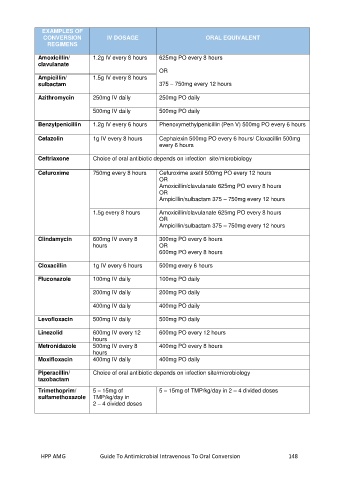 EXAMPLES OF
CONVERSION
REGIMENS
IV DOSAGE
ORAL EQUIVALENT
Amoxicillin/
clavulanate
1.2g IV every 8 hours
625mg PO every 8 hours
OR
375 – 750mg every 12 hours
Ampicillin/
sulbactam
1.5g IV every 8 hours
Azithromycin
250mg IV daily
250mg PO daily
500mg IV daily
500mg PO daily
Benzylpenicillin
1.2g IV every 6 hours
Phenoxymethylpenicillin (Pen V) 500mg PO every 6 hours
Cefazolin
1g IV every 8 hours
Cephalexin 500mg PO every 6 hours/ Cloxacillin 500mg
every 6 hours
Ceftriaxone
Choice of oral antibiotic depends on infection site/microbiology
Cefuroxime
750mg every 8 hours
Cefuroxime axetil 500mg PO every 12 hours
OR
Amoxicillin/clavulanate 625mg PO every 8 hours
OR
Ampicillin/sulbactam 375 – 750mg every 12 hours
1.5g every 8 hours
Amoxicillin/clavulanate 625mg PO every 8 hours
OR
Ampicillin/sulbactam 375 – 750mg every 12 hours
Clindamycin
600mg IV every 8
hours
300mg PO every 6 hours
OR
600mg PO every 8 hours
Cloxacillin
1g IV every 6 hours
500mg every 6 hours
Fluconazole
100mg IV daily
100mg PO daily
200mg IV daily
200mg PO daily
400mg IV daily
400mg PO daily
Levofloxacin
500mg IV daily
500mg PO daily
Linezolid
600mg IV every 12
hours
600mg PO every 12 hours
Metronidazole
500mg IV every 8
hours
400mg PO every 8 hours
Moxifloxacin
400mg IV daily
400mg PO daily
Piperacillin/
tazobactam
Choice of oral antibiotic depends on infection site/microbiology
Trimethoprim/
sulfamethoxazole
5 – 15mg of
TMP/kg/day in
2 – 4 divided doses
5 – 15mg of TMP/kg/day in 2 – 4 divided doses
HPP AMG
Guide To Antimicrobial Intravenous To Oral Conversion
148